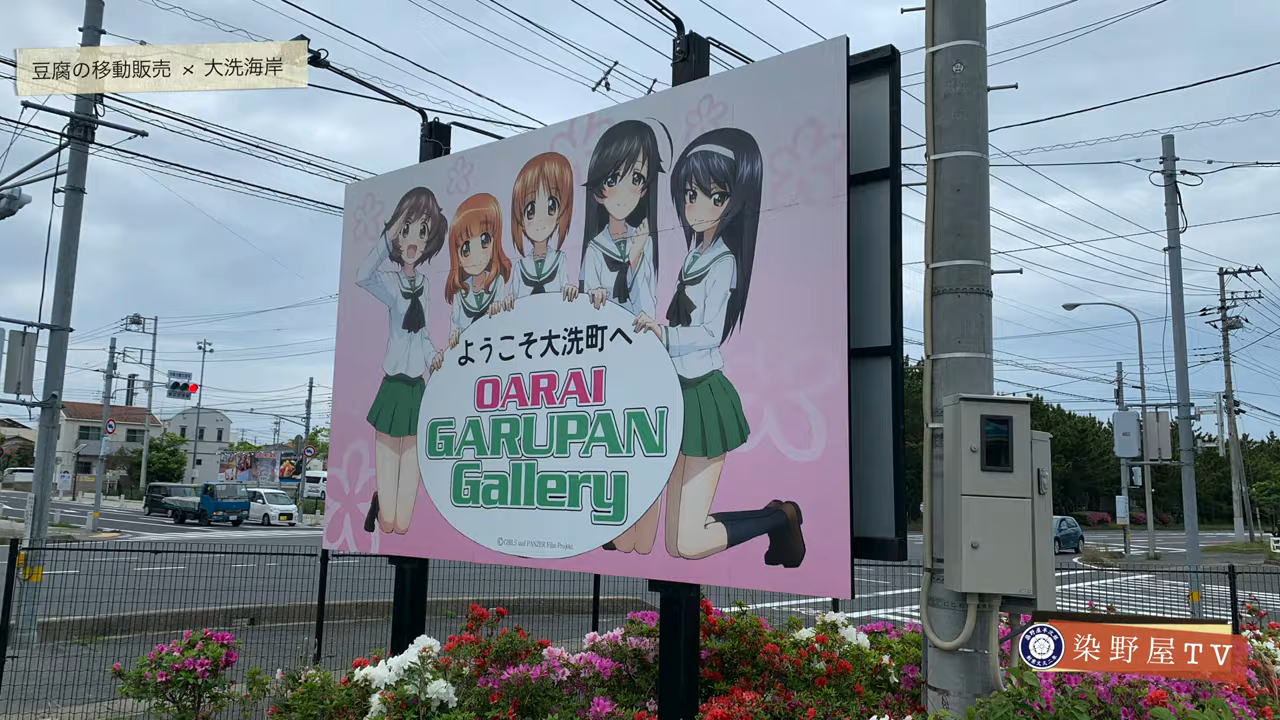 豆腐の移動販売 × 大洗海岸
ようこそ大洗町へ
OARAI
GARUPAN
Gallery
©GIRLS und PANZER Film Projekt
染野屋TV